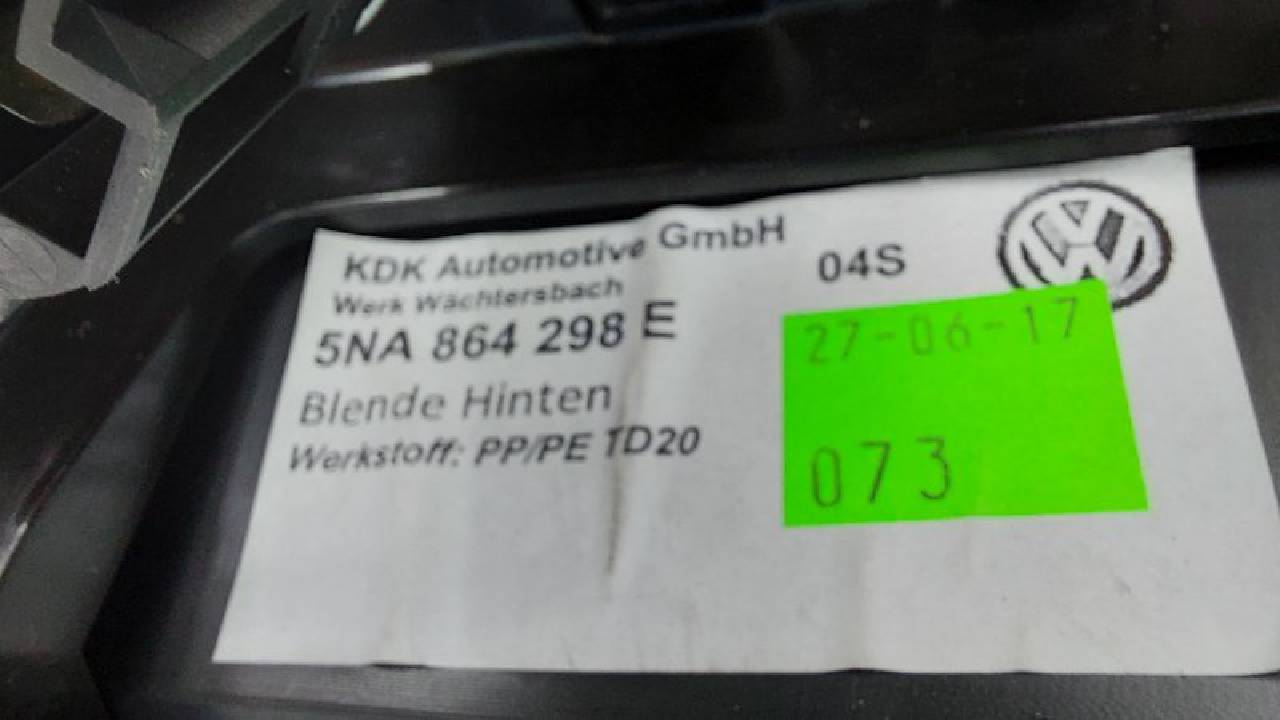 KDK Automotive GmbH
04S
Werk Wächtersbach
5NA 864 298 E
Blende Hinten
Werkstoff: PP/PE TD20
27-06-17
073